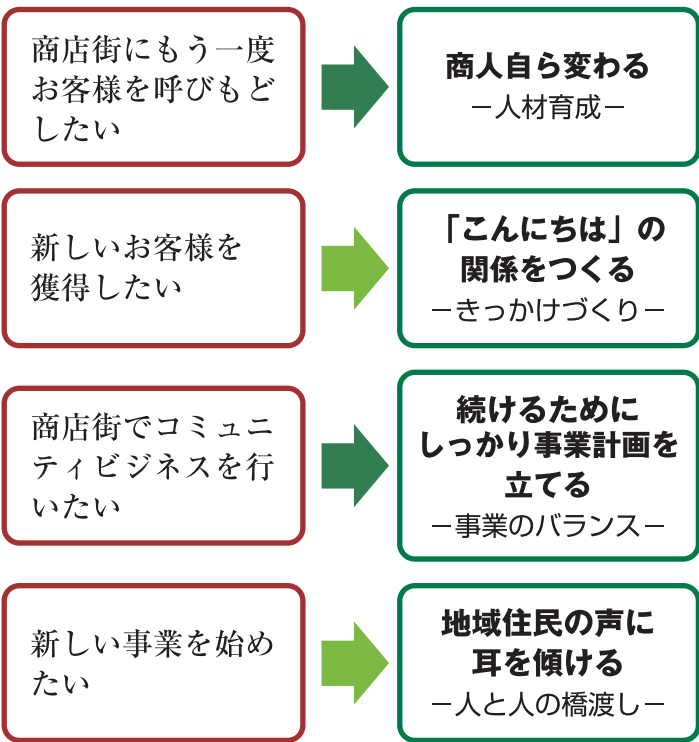 商店街にもう一度
お客様を呼びもど
したい
商人自ら変わる
－人材育成－
新しいお客様を
獲得したい
「こんにちは」の
関係をつくる
－きっかけづくり－
商店街でコミュニ
ティビジネスを行
いたい
続けるために
しっかり事業計画を
立てる
－事業のバランス－
新しい事業を始め
たい
地域住民の声に
耳を傾ける
－人と人の橋渡し－